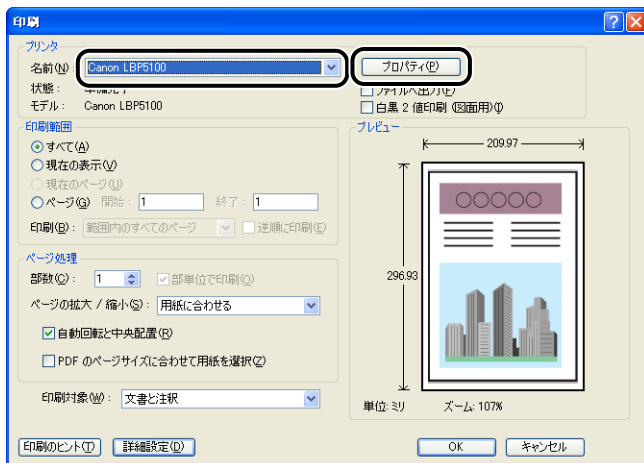 印刷
プリンタ
名前(N): Canon LBP5100 プロパティ(P)
状態: 準備完了 ファイルへ出力(F)
モデル: Canon LBP5100 白黒 2 値印刷 (図面用)(I)
印刷範囲
すべて(A)
現在の表示(V)
現在のページ(U)
ページ(G) 開始: 1 終了: 1
印刷(B): 範囲内のすべてのページ 逆順に印刷(E)
ページ処理
部数(C): 1 部単位で印刷(O)
ページの拡大 / 縮小(S): 用紙に合わせる
自動回転と中央配置(R)
PDF のページサイズに合わせて用紙を選択(Z)
印刷対象(W): 文書と注釈
プレビュー
209.97
○○○○○
296.93
単位: ミリ ズーム: 107%
印刷のヒント(T) 詳細設定(D) OK キャンセル